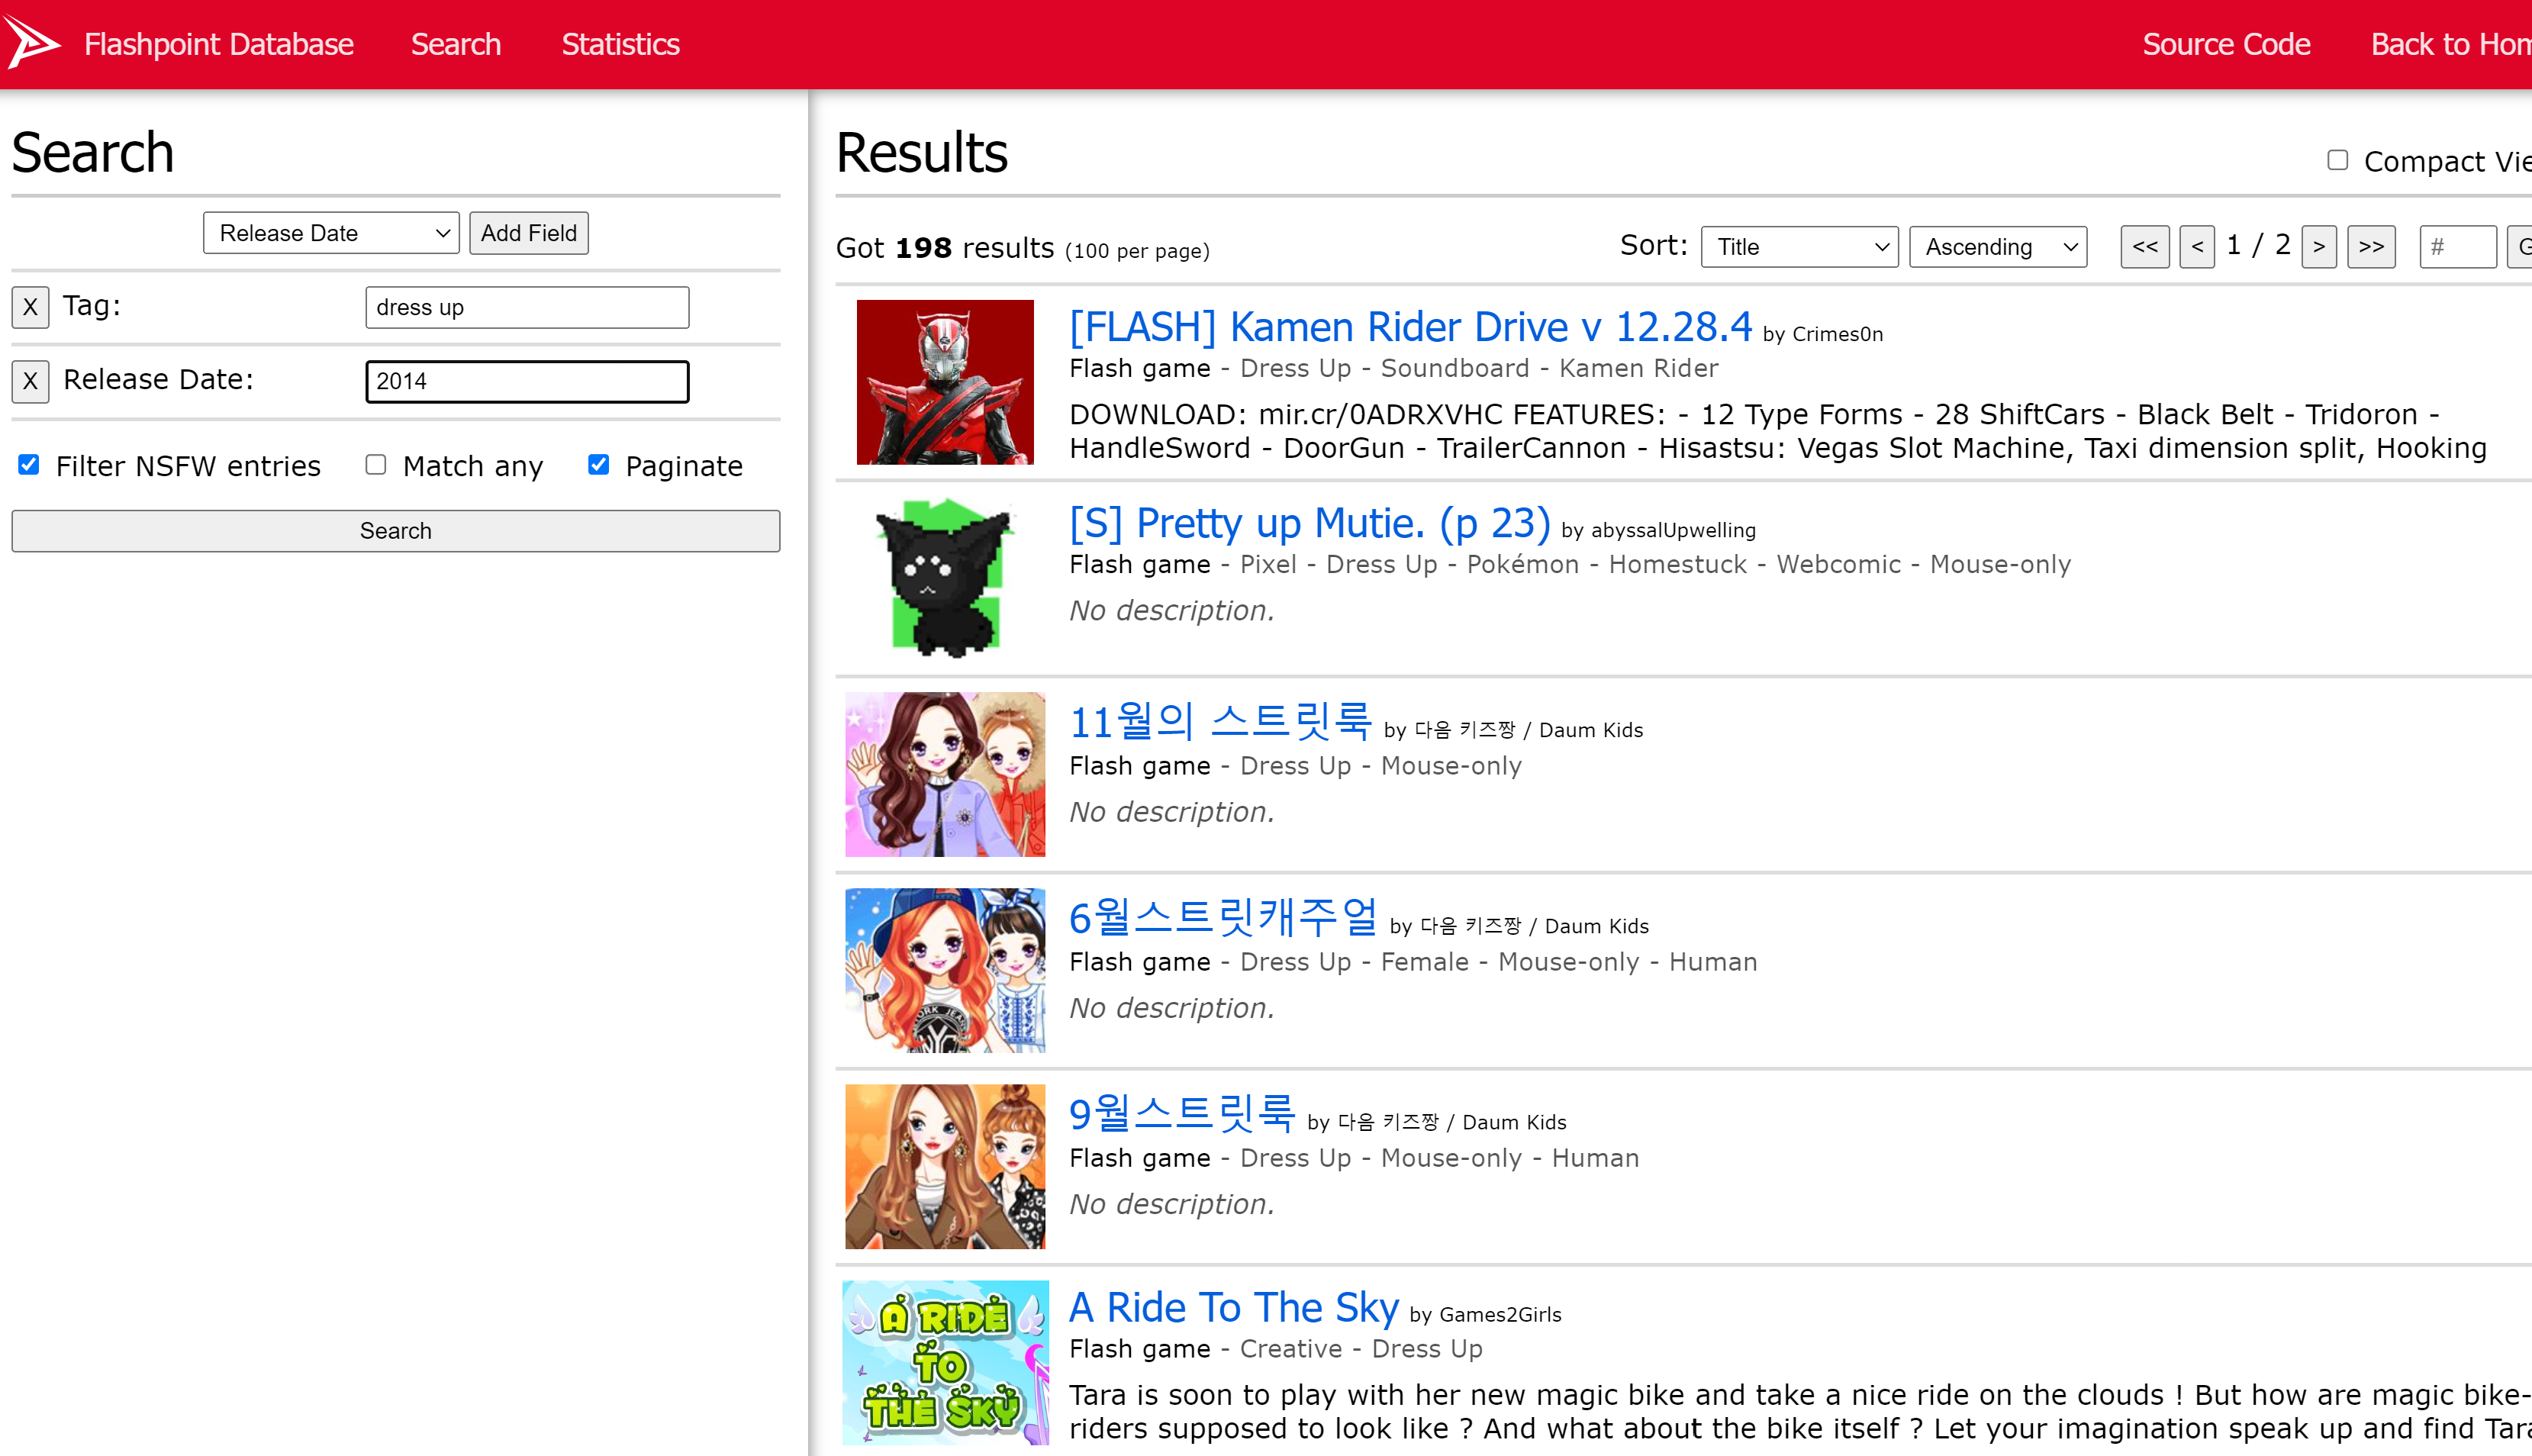 Flashpoint Database Search Statistics Source Code Back to Hom
Search
Release Date Add Field
X Tag: dress up
X Release Date: 2014
Filter NSFW entries Match any Paginate
Search
Results
Compact Vie
Got 198 results (100 per page) Sort: Title Ascending << < 1 / 2 > >> # G
[FLASH] Kamen Rider Drive v 12.28.4 by Crimes0n
Flash game - Dress Up - Soundboard - Kamen Rider
DOWNLOAD: mir.cr/0ADRXVHC FEATURES: - 12 Type Forms - 28 ShiftCars - Black Belt - Tridoron -
HandleSword - DoorGun - TrailerCannon - Hisastsu: Vegas Slot Machine, Taxi dimension split, Hooking
[S] Pretty up Mutie. (p 23) by abyssalUpwelling
Flash game - Pixel - Dress Up - Pokémon - Homestuck - Webcomic - Mouse-only
No description.
11월의 스트릿룩 by 다음 키즈짱 / Daum Kids
Flash game - Dress Up - Mouse-only
No description.
6월스트릿캐주얼 by 다음 키즈짱 / Daum Kids
Flash game - Dress Up - Female - Mouse-only - Human
No description.
9월스트릿룩 by 다음 키즈짱 / Daum Kids
Flash game - Dress Up - Mouse-only - Human
No description.
A RIDE
TO
THE SKY
A Ride To The Sky by Games2Girls
Flash game - Creative - Dress Up
Tara is soon to play with her new magic bike and take a nice ride on the clouds ! But how are magic bike-
riders supposed to look like ? And what about the bike itself ? Let your imagination speak up and find Tara